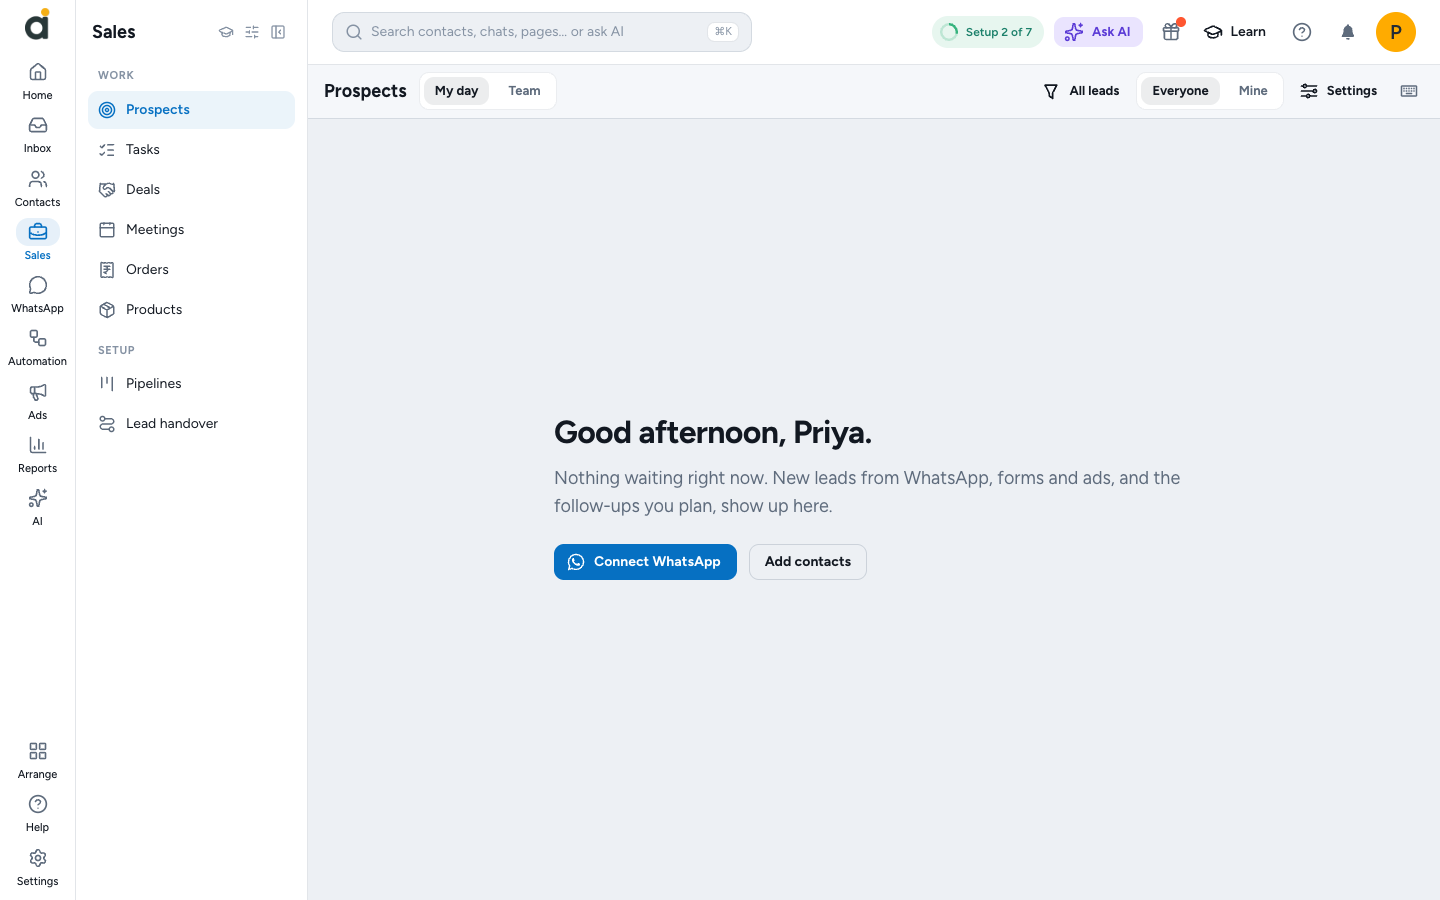 Sales
Search contacts, chats, pages... or ask AI
⌘K
Setup 2 of 7
Ask AI
Learn
P
Home
Inbox
Contacts
Sales
WhatsApp
Automation
Ads
Reports
AI
Arrange
Help
Settings
WORK
Prospects
Tasks
Deals
Meetings
Orders
Products
SETUP
Pipelines
Lead handover
Prospects
My day
Team
All leads
Everyone
Mine
Settings
Good afternoon, Priya.
Nothing waiting right now. New leads from WhatsApp, forms and ads, and the
follow-ups you plan, show up here.
Connect WhatsApp
Add contacts